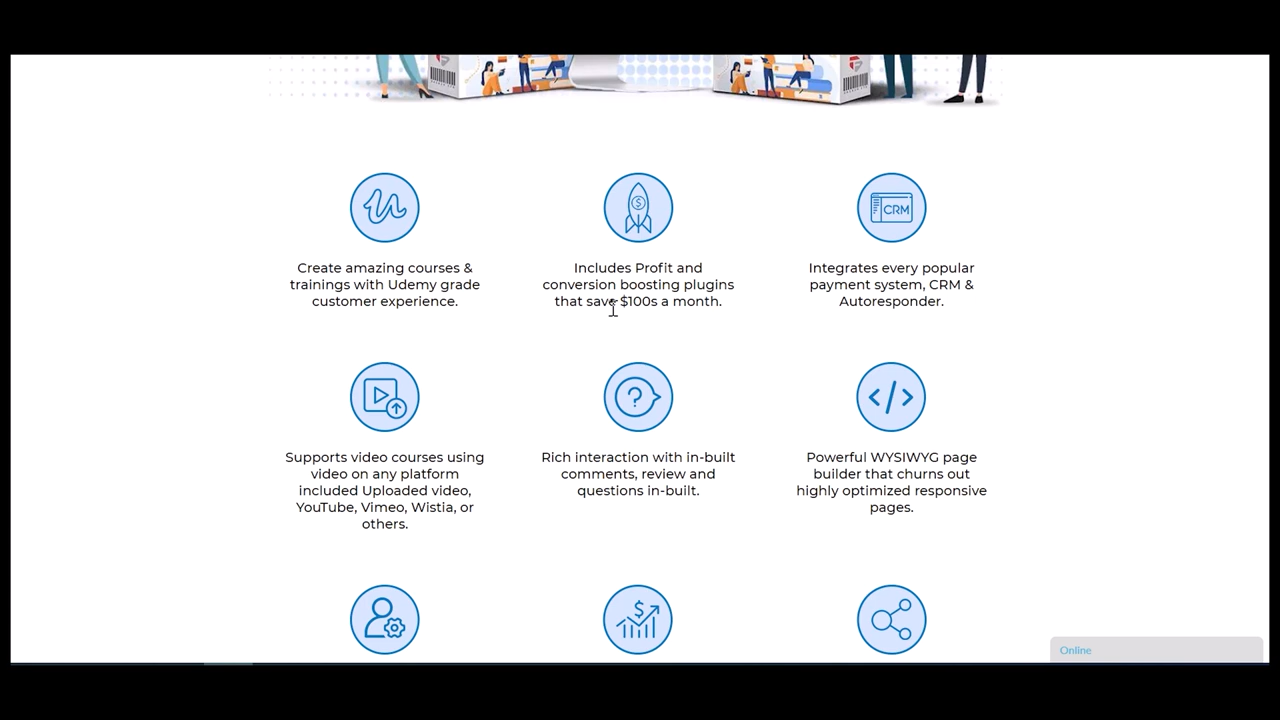 CRM
Create amazing courses &
trainings with Udemy grade
customer experience.
Includes Profit and
conversion boosting plugins
that save $100s a month.
Integrates every popular
payment system, CRM &
Autoresponder.
Supports video courses using
video on any platform
included Uploaded video,
YouTube, Vimeo, Wistia, or
others.
Rich interaction with in-built
comments, review and
questions in-built.
Powerful WYSIWYG page
builder that churns out
highly optimized responsive
pages.
Online